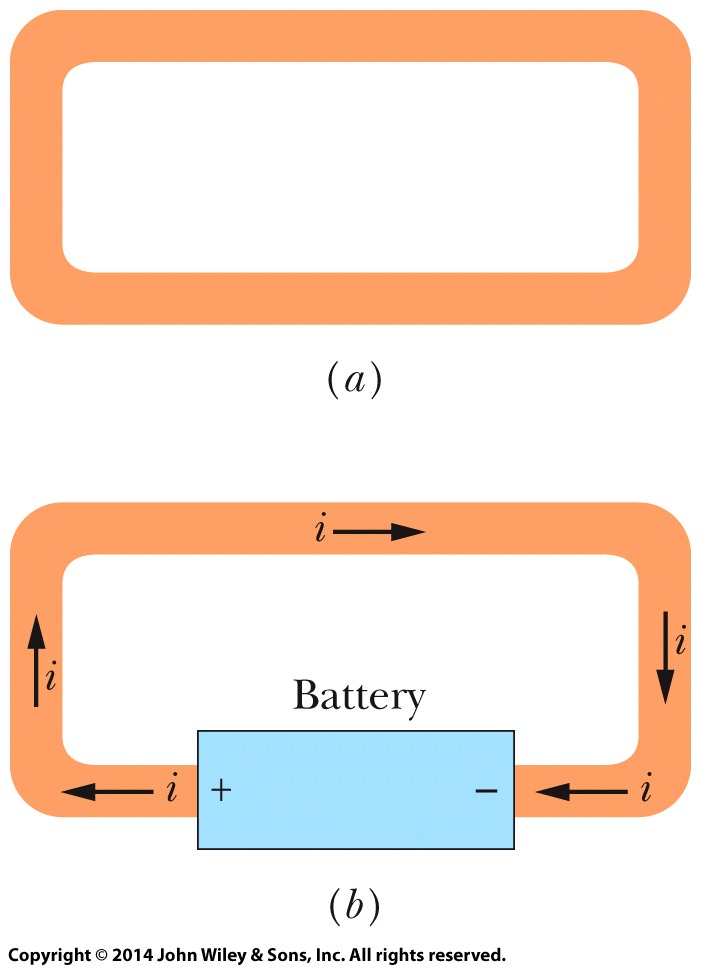 (a)
i
i
i
Battery
i + − i
(b)
Copyright © 2014 John Wiley & Sons, Inc. All rights reserved.